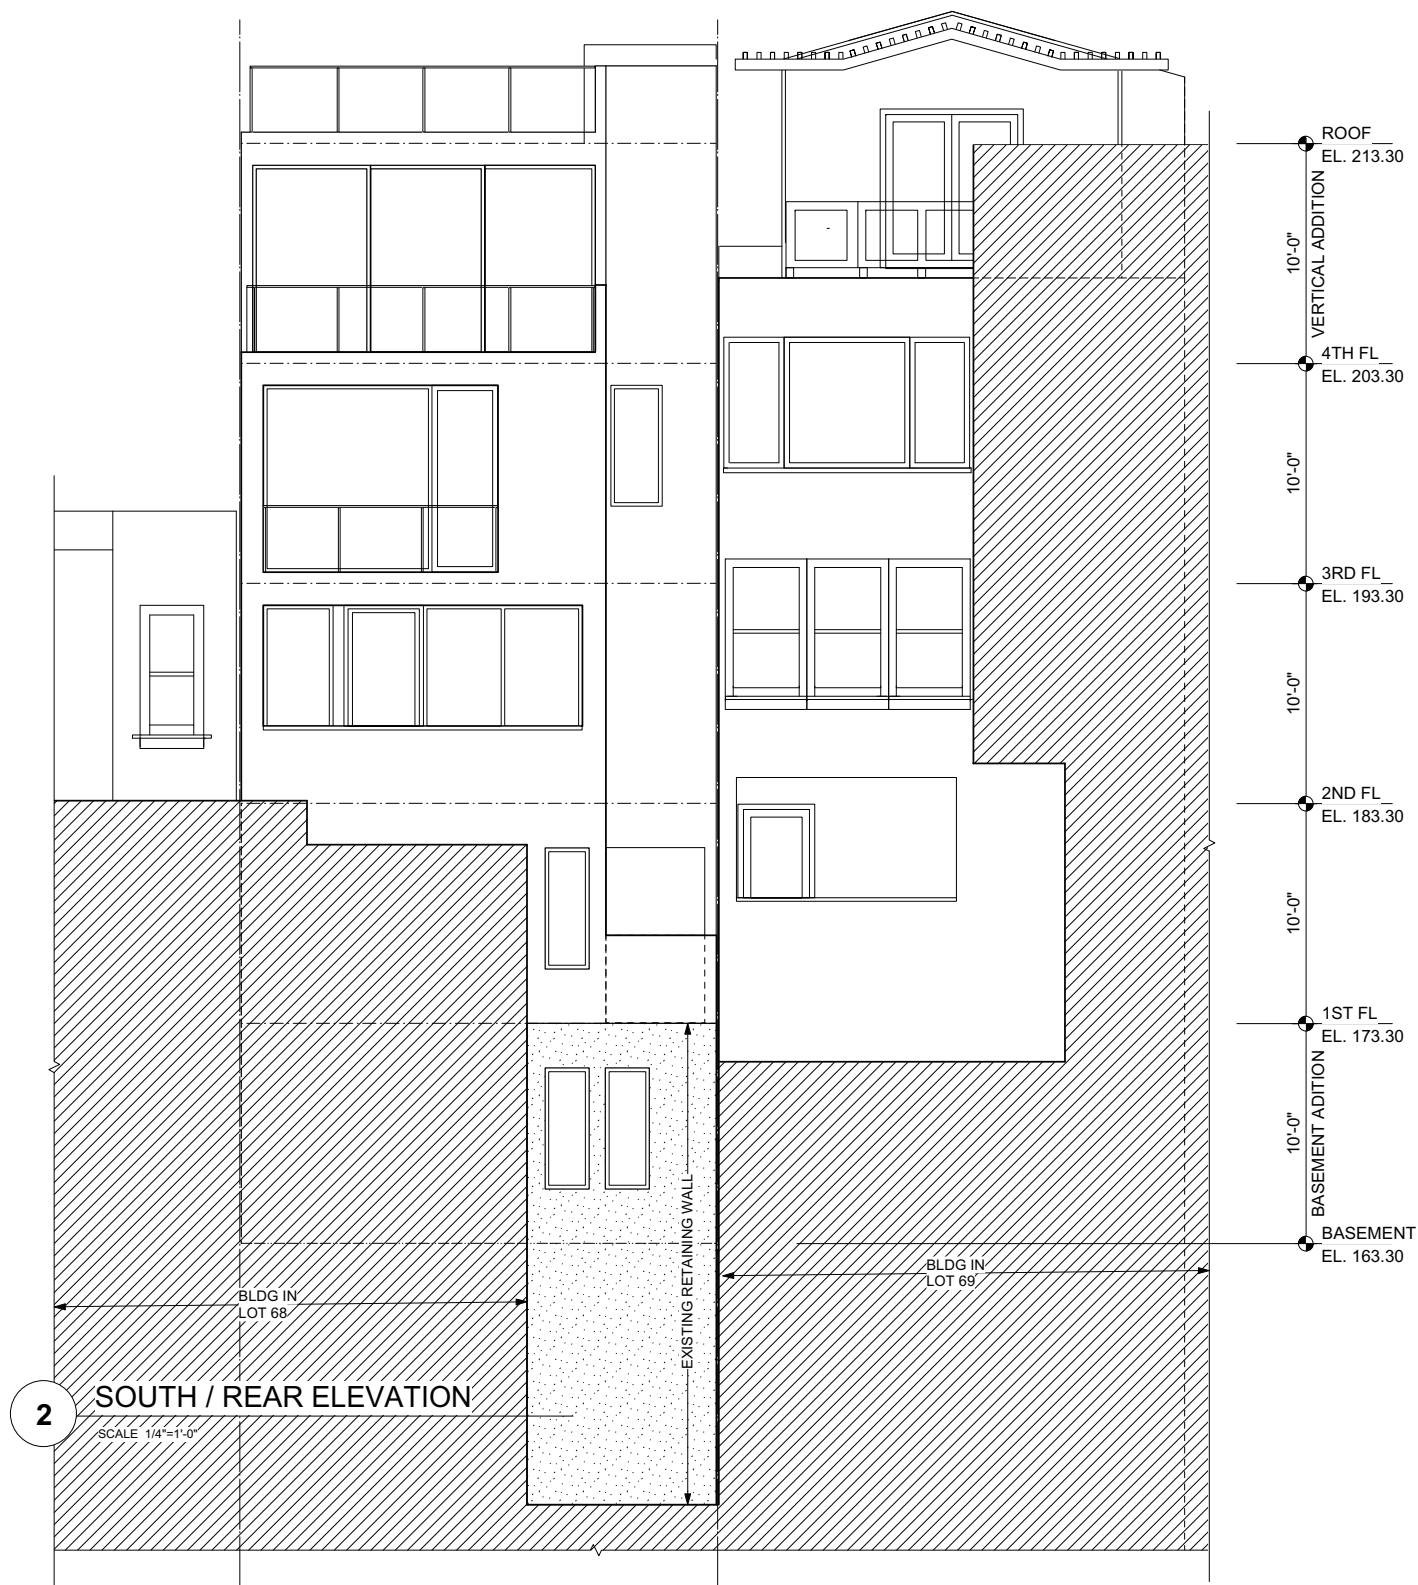 ROOF
EL. 213.30
VERTICAL ADDITION
10'-0"
4TH FL
EL. 203.30
10'-0"
3RD FL
EL. 193.30
10'-0"
2ND FL
EL. 183.30
10'-0"
1ST FL
EL. 173.30
BASEMENT ADITION
10'-0"
BASEMENT
EL. 163.30
EXISTING RETAINING WALL
BLDG IN
LOT 69
BLDG IN
LOT 68
2
SOUTH / REAR ELEVATION
SCALE 1/4"=1'-0"